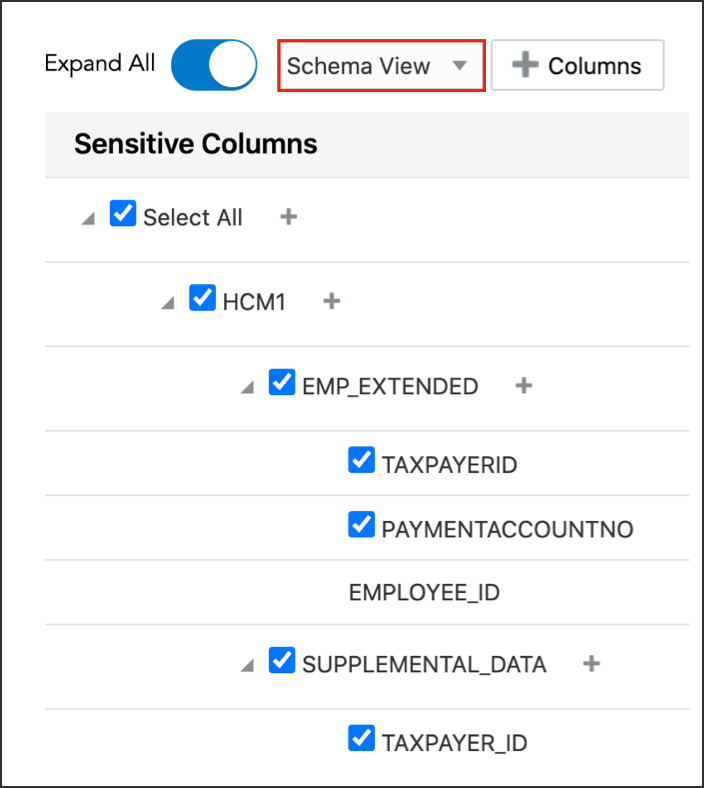 Expand All Schema View Columns
Sensitive Columns
Select All
HCM1
EMP_EXTENDED
TAXPAYERID
PAYMENTACCOUNTNO
EMPLOYEE_ID
SUPPLEMENTAL_DATA
TAXPAYER_ID